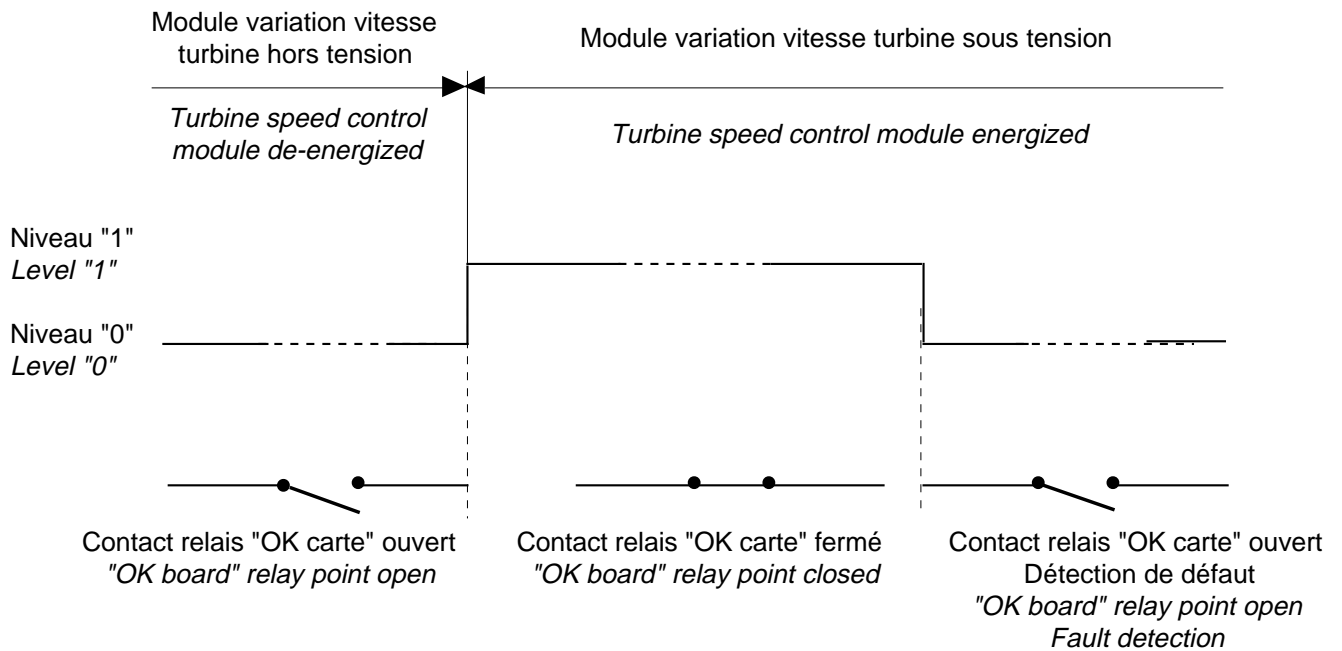 Module variation vitesse
turbine hors tension
Module variation vitesse turbine sous tension
Turbine speed control
module de-energized
Turbine speed control module energized
Niveau "1"
Level "1"
Niveau "0"
Level "0"
Contact relais "OK carte" ouvert
"OK board" relay point open
Contact relais "OK carte" fermé
"OK board" relay point closed
Contact relais "OK carte" ouvert
Détection de défaut
"OK board" relay point open
Fault detection